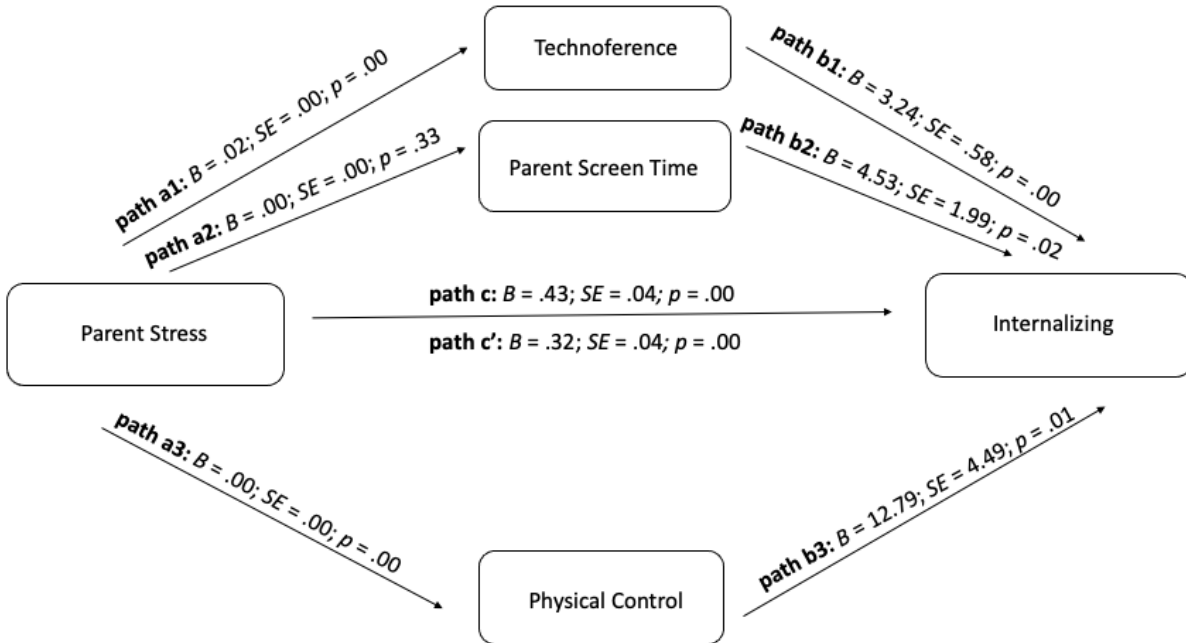 Technoference
path a1: B = .02; SE = .00; p = .00
path b1: B = 3.24; SE = .58; p = .00
Parent Screen Time
path a2: B = .00; SE = .00; p = .33
path b2: B = 4.53; SE = 1.99; p = .02
Parent Stress
path c: B = .43; SE = .04; p = .00
path c’: B = .32; SE = .04; p = .00
Internalizing
path a3: B = .00; SE = .00; p = .00
path b3: B = 12.79; SE = 4.49; p = .01
Physical Control